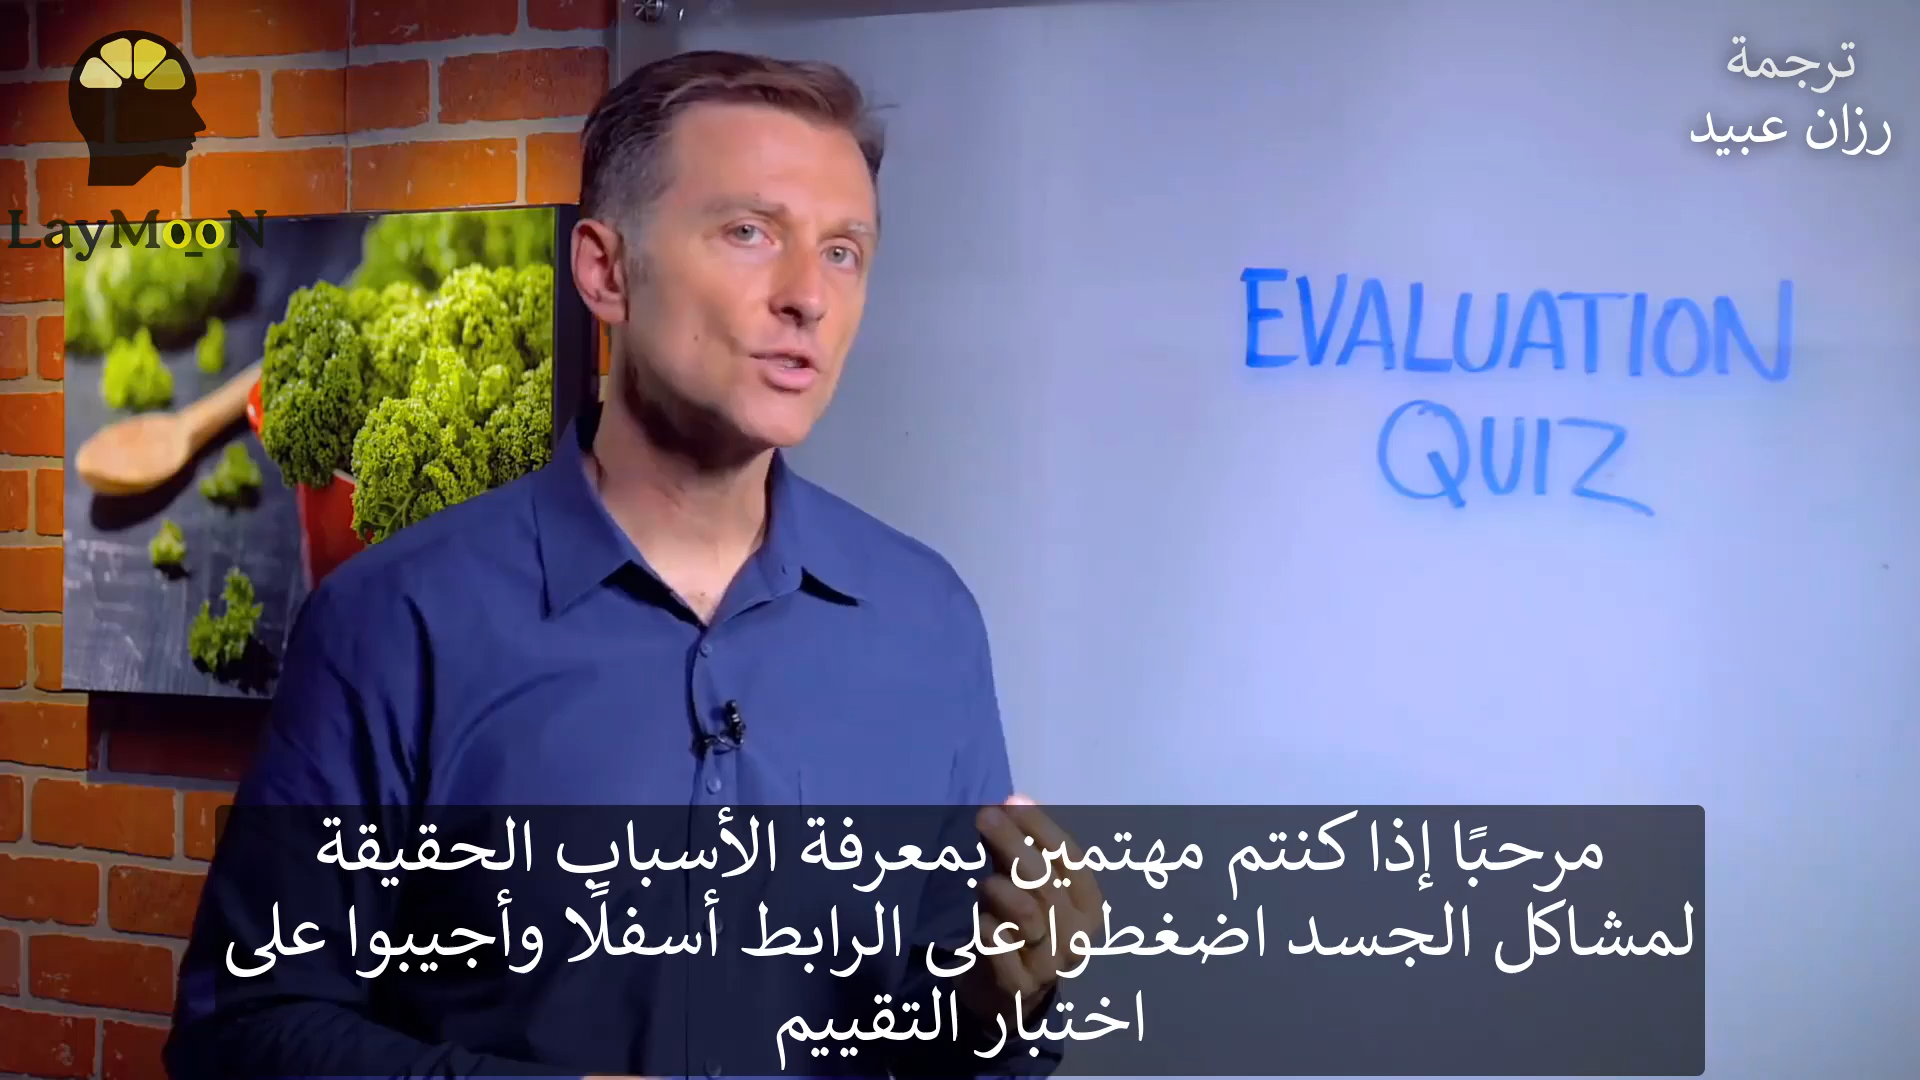 LayMooN
ترجمة
رزان عبيد
EVALUATION
QUIZ
مرحبًا إذا كنتم مهتمين بمعرفة الأسباب الحقيقة
لمشاكل الجسد اضغطوا على الرابط أسفلًا وأجيبوا على
اختبار التقييم